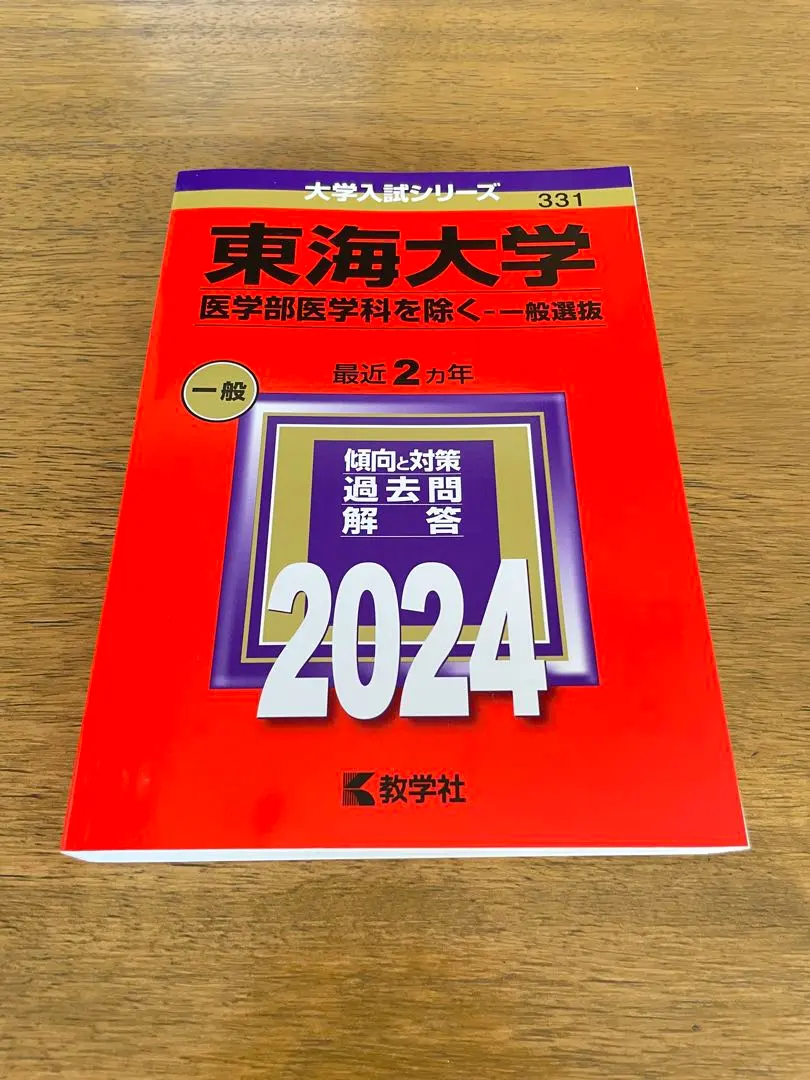 大学入試シリーズ
331
東海大学
医学部医学科を除く-一般選抜
最近2カ年
一般
傾向と対策
過去問
解答
2024
教学社